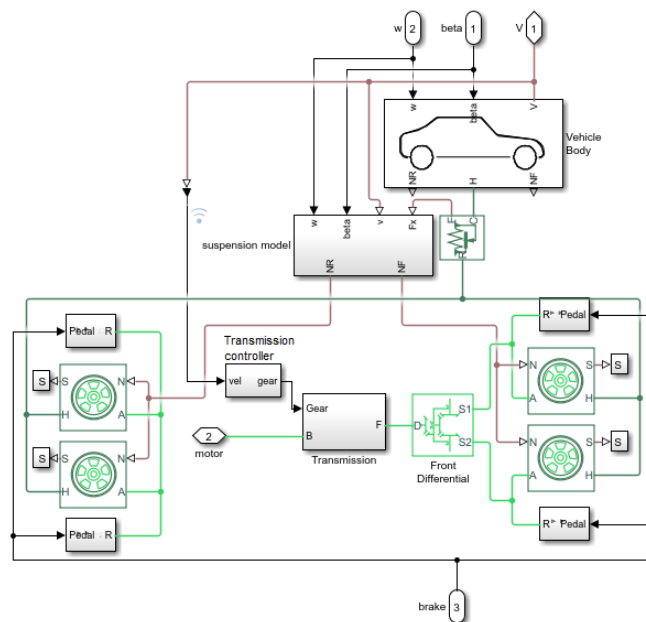 w 2 beta 1 V 1
w beta V
Vehicle
Body
NR H NF
suspension model w beta v Fx F C
R
NR NF
Pedal R R Pedal
Transmission
controller
S S N vel gear N S S
H A Gear A H
D S1
B F S2
2
motor
Transmission
Front
Differential
S S N N S S
H A A H
Pedal R R Pedal
brake 3